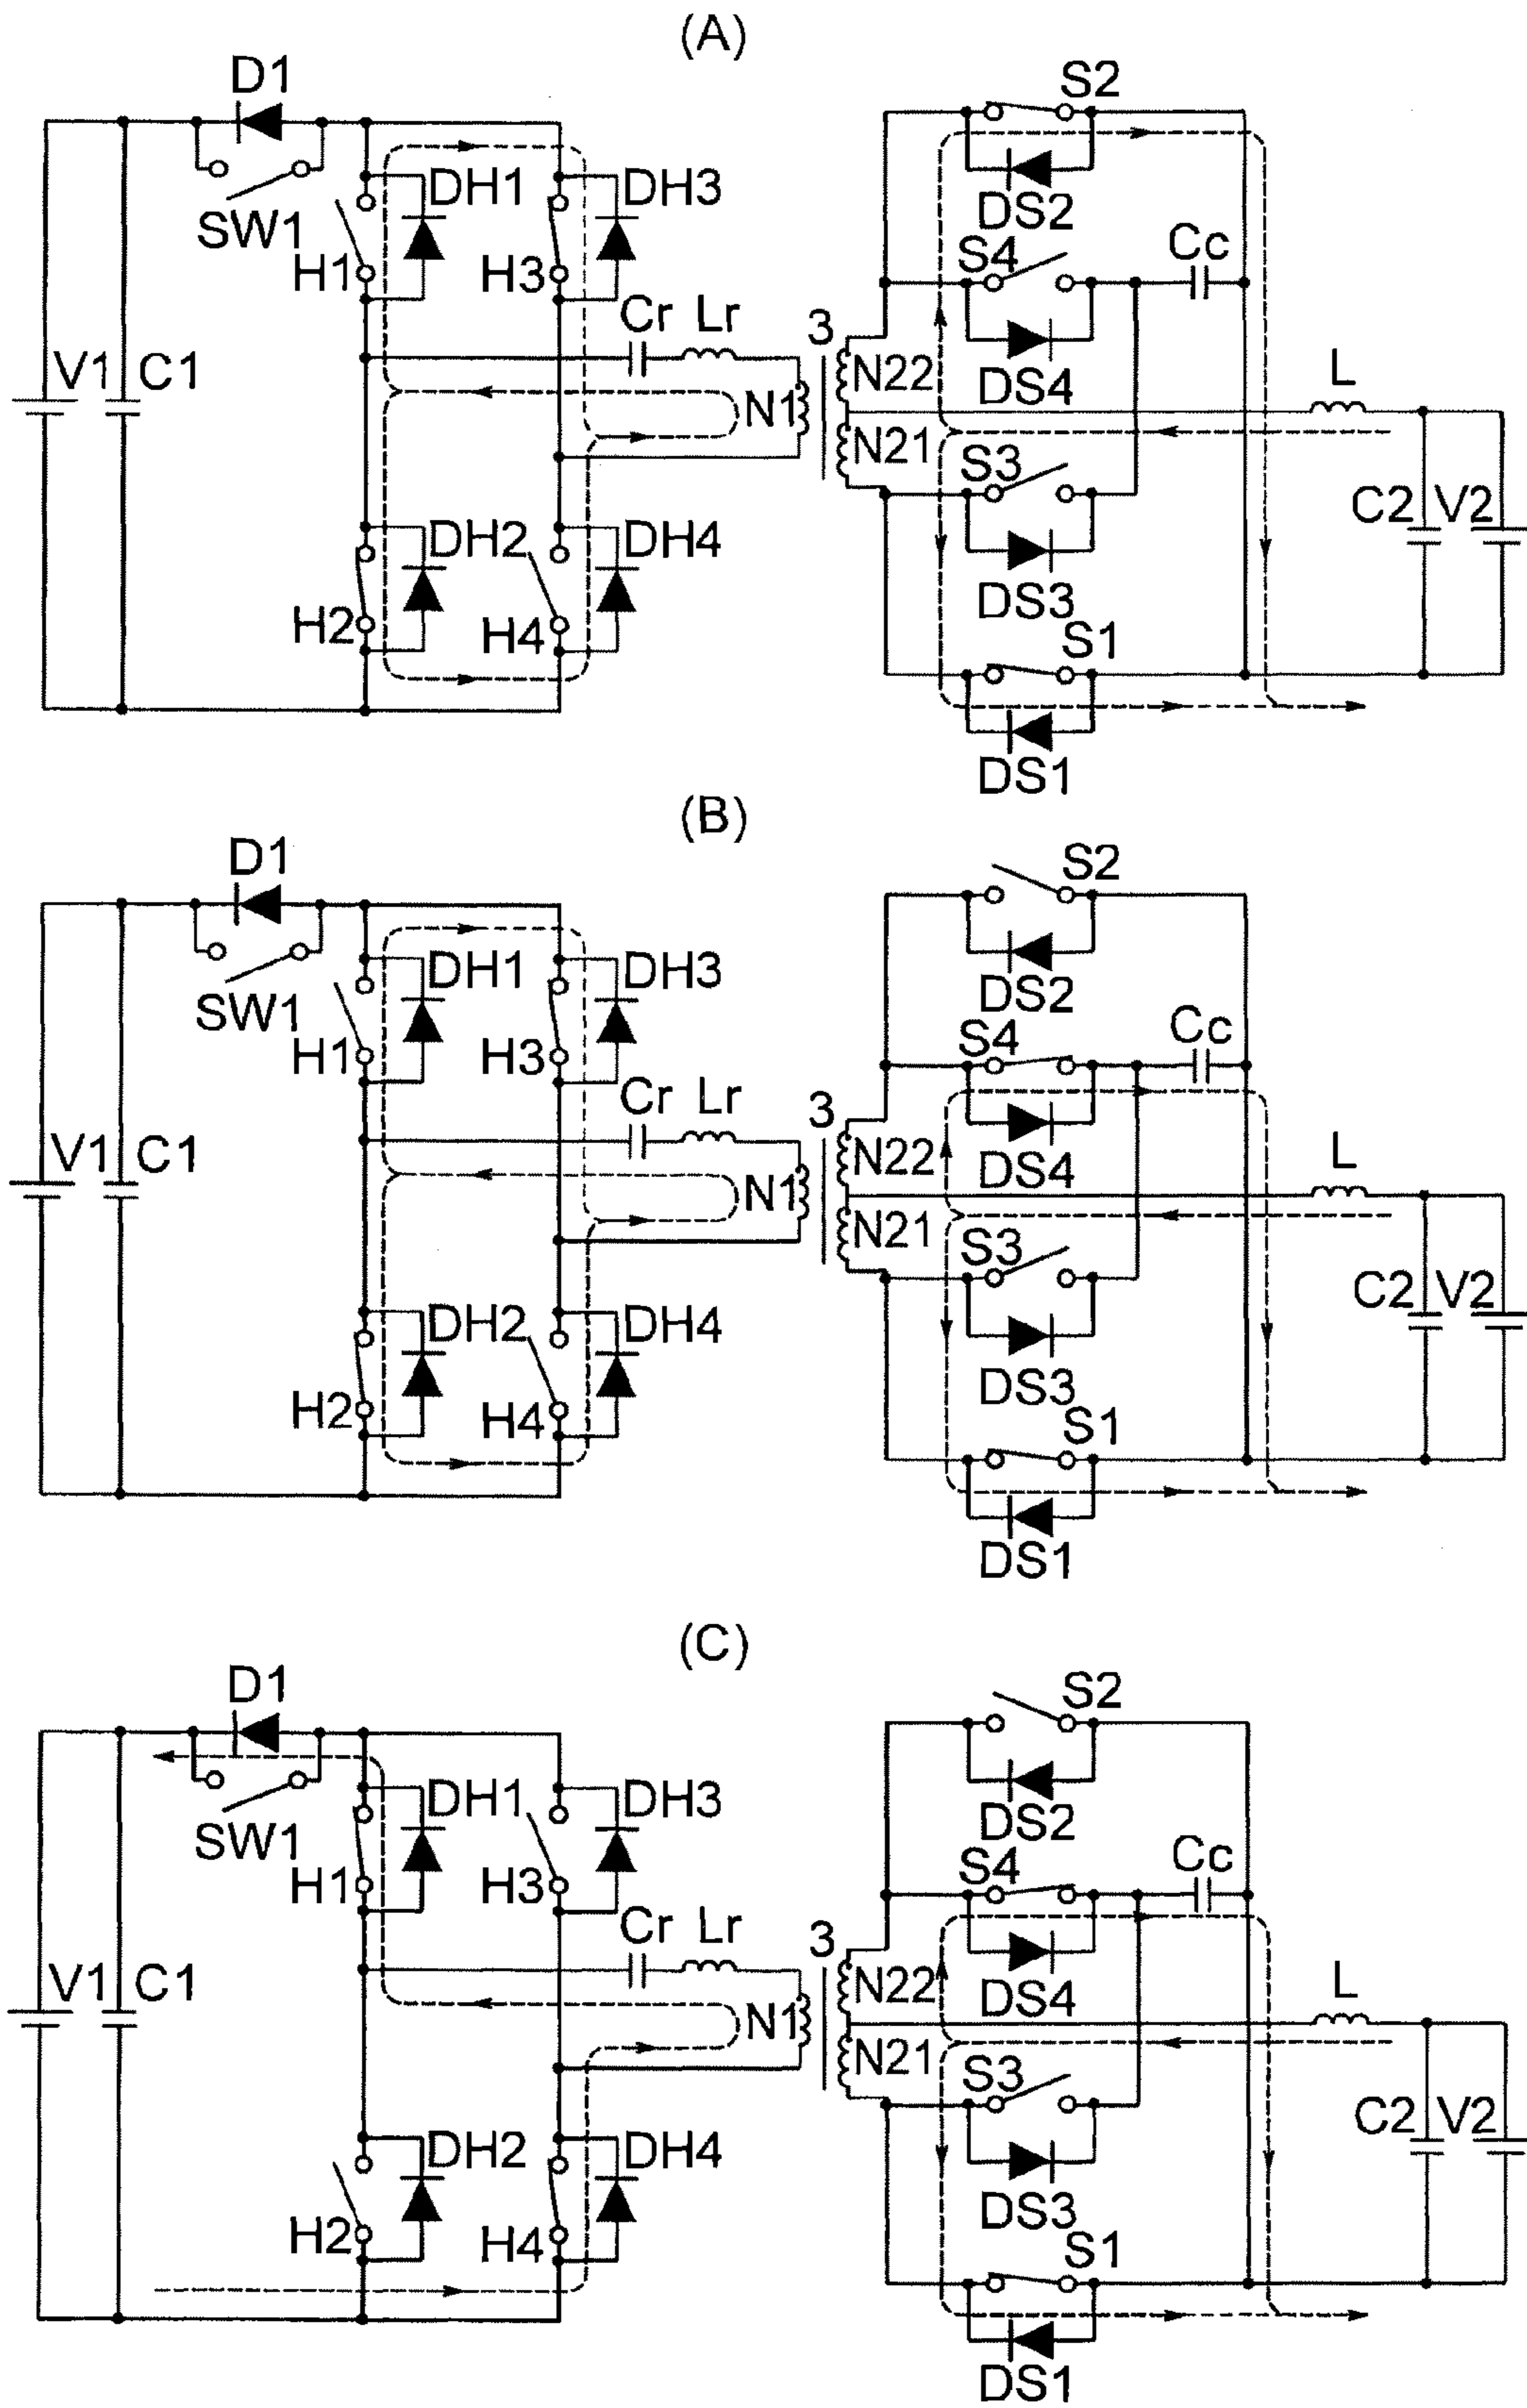 (A)
D1
S2
SW1
DH1
DH3
DS2
H1
H3
S4
Cc
Cr
Lr
3
V1
C1
N1
N22
DS4
L
N21
S3
C2
V2
DH2
DH4
DS3
H2
H4
S1
DS1
(B)
D1
S2
SW1
DH1
DH3
DS2
H1
H3
S4
Cc
Cr
Lr
3
V1
C1
N1
N22
DS4
L
N21
S3
C2
V2
DH2
DH4
DS3
H2
H4
S1
DS1
(C)
D1
S2
SW1
DH1
DH3
DS2
H1
H3
S4
Cc
Cr
Lr
3
V1
C1
N1
N22
DS4
L
N21
S3
C2
V2
DH2
DH4
DS3
H2
H4
S1
DS1